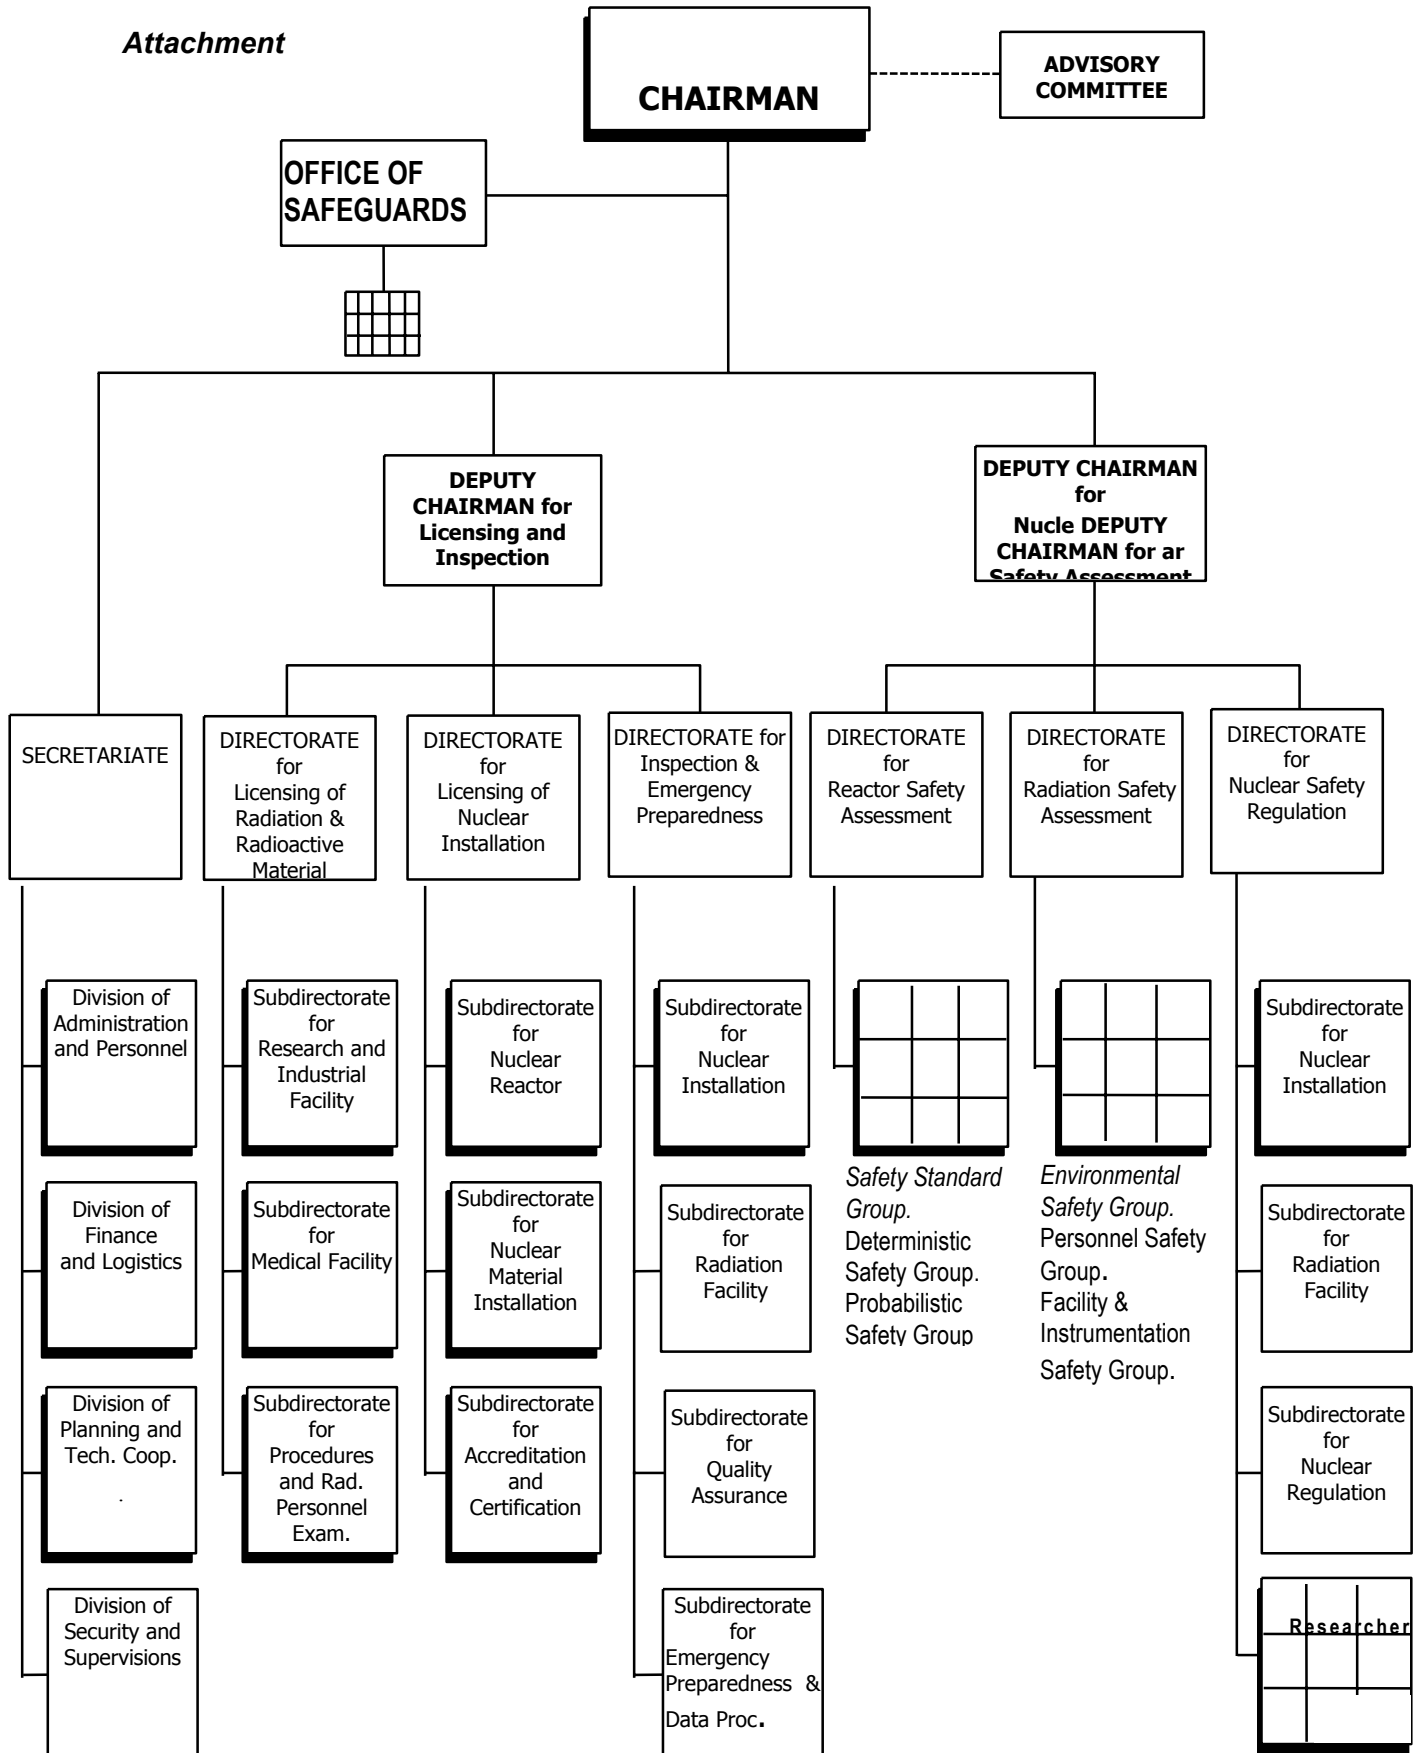 Attachment
CHAIRMAN
ADVISORY
COMMITTEE
OFFICE OF
SAFEGUARDS
DEPUTY
CHAIRMAN for
Licensing and
Inspection
DEPUTY CHAIRMAN
for
Nucle DEPUTY
CHAIRMAN for ar
Safety Assessment
SECRETARIATE
DIRECTORATE
for
Licensing of
Radiation &
Radioactive
Material
DIRECTORATE
for
Licensing of
Nuclear
Installation
DIRECTORATE for
Inspection &
Emergency
Preparedness
DIRECTORATE
for
Reactor Safety
Assessment
DIRECTORATE
for
Radiation Safety
Assessment
DIRECTORATE
for
Nuclear Safety
Regulation
Division of
Administration
and Personnel
Subdirectorate
for
Research and
Industrial
Facility
Subdirectorate
for
Nuclear
Reactor
Subdirectorate
for
Nuclear
Installation
Subdirectorate
for
Nuclear
Installation
Division of
Finance
and Logistics
Subdirectorate
for
Medical Facility
Subdirectorate
for
Nuclear
Material
Installation
Subdirectorate
for
Radiation
Facility
Safety Standard
Group.
Deterministic
Safety Group.
Probabilistic
Safety Group
Environmental
Safety Group.
Personnel Safety
Group.
Facility &
Instrumentation
Safety Group.
Subdirectorate
for
Radiation
Facility
Division of
Planning and
Tech. Coop.
.
Subdirectorate
for
Procedures
and Rad.
Personnel
Exam.
Subdirectorate
for
Accreditation
and
Certification
Subdirectorate
for
Quality
Assurance
Subdirectorate
for
Nuclear
Regulation
Division of
Security and
Supervisions
Subdirectorate
for
Emergency
Preparedness &
Data Proc.
Researcher